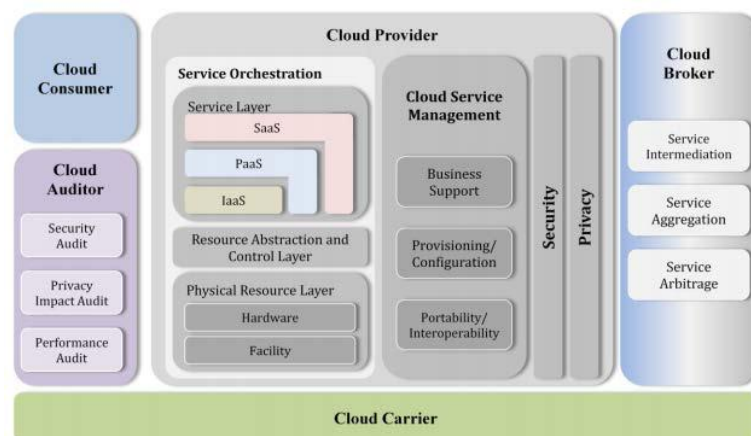 Cloud
Consumer
Cloud
Auditor
Security
Audit
Privacy
Impact Audit
Performance
Audit
Cloud Provider
Service Orchestration
Service Layer
SaaS
PaaS
IaaS
Resource Abstraction and
Control Layer
Physical Resource Layer
Hardware
Facility
Cloud Service
Management
Business
Support
Provisioning/
Configuration
Portability/
Interoperability
Security
Privacy
Cloud
Broker
Service
Intermediation
Service
Aggregation
Service
Arbitrage
Cloud Carrier